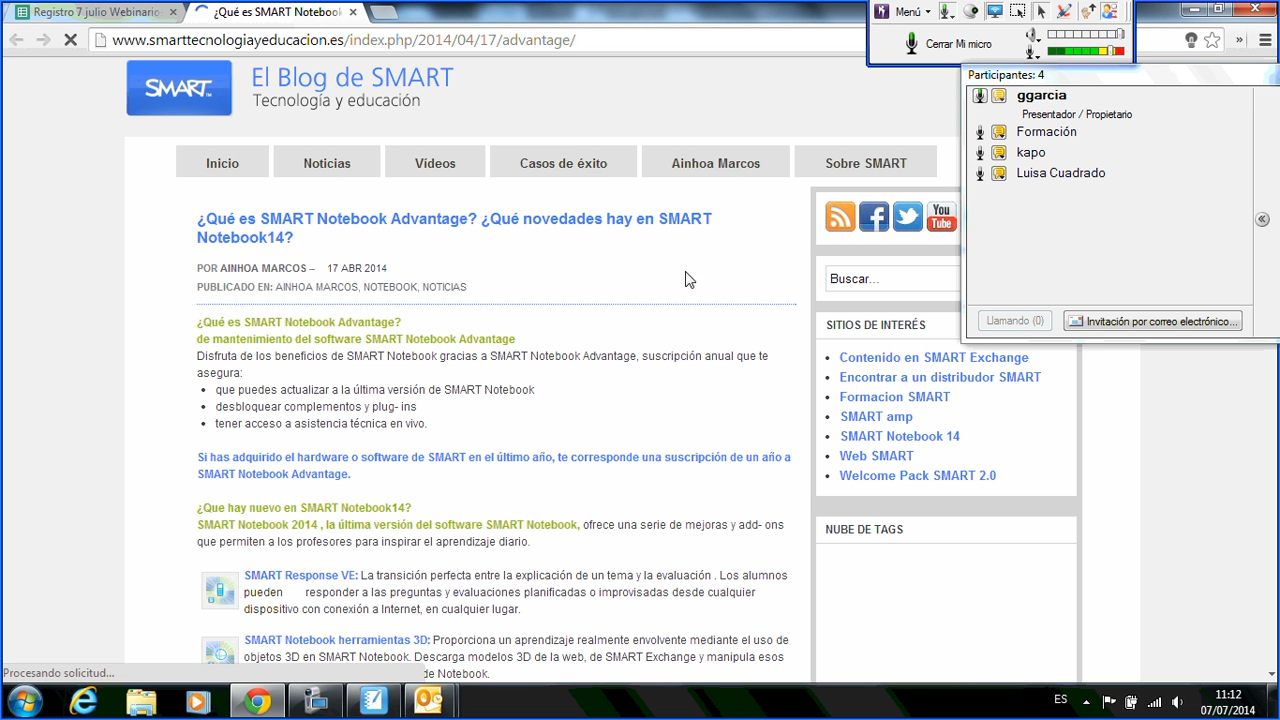 Registro 7 julio Webinario
¿Qué es SMART Notebook
Menú
www.smarttecnologiayeducacion.es/index.php/2014/04/17/advantage/
Cerrar Mi micro
Participantes: 4
ggarcia
Presentador / Propietario
Formación
kapo
Luisa Cuadrado
Llamando (0)
Invitación por correo electrónico...
SMART
El Blog de SMART
Tecnología y educación
Inicio
Noticias
Vídeos
Casos de éxito
Ainhoa Marcos
Sobre SMART
¿Qué es SMART Notebook Advantage? ¿Qué novedades hay en SMART
Notebook14?
POR AINHOA MARCOS – 17 ABR 2014
PUBLICADO EN: AINHOA MARCOS, NOTEBOOK, NOTICIAS
¿Qué es SMART Notebook Advantage?
de mantenimiento del software SMART Notebook Advantage
Disfruta de los beneficios de SMART Notebook gracias a SMART Notebook Advantage, suscripción anual que te
asegura:
• que puedes actualizar a la última versión de SMART Notebook
• desbloquear complementos y plug- ins
• tener acceso a asistencia técnica en vivo.
Si has adquirido el hardware o software de SMART en el último año, te corresponde una suscripción de un año a
SMART Notebook Advantage.
¿Que hay nuevo en SMART Notebook14?
SMART Notebook 2014 , la última versión del software SMART Notebook, ofrece una serie de mejoras y add- ons
que permiten a los profesores para inspirar el aprendizaje diario.
SMART Response VE: La transición perfecta entre la explicación de un tema y la evaluación . Los alumnos
pueden responder a las preguntas y evaluaciones planificadas o improvisadas desde cualquier
dispositivo con conexión a Internet, en cualquier lugar.
SMART Notebook herramientas 3D: Proporciona un aprendizaje realmente envolvente mediante el uso de
objetos 3D en SMART Notebook. Descarga modelos 3D de la web, de SMART Exchange y manipula esos
de Notebook.
You
Tube
Buscar...
SITIOS DE INTERÉS
• Contenido en SMART Exchange
• Encontrar a un distribudor SMART
• Formacion SMART
• SMART amp
• SMART Notebook 14
• Web SMART
• Welcome Pack SMART 2.0
NUBE DE TAGS
Procesando solicitud...
ES
11:12
07/07/2014